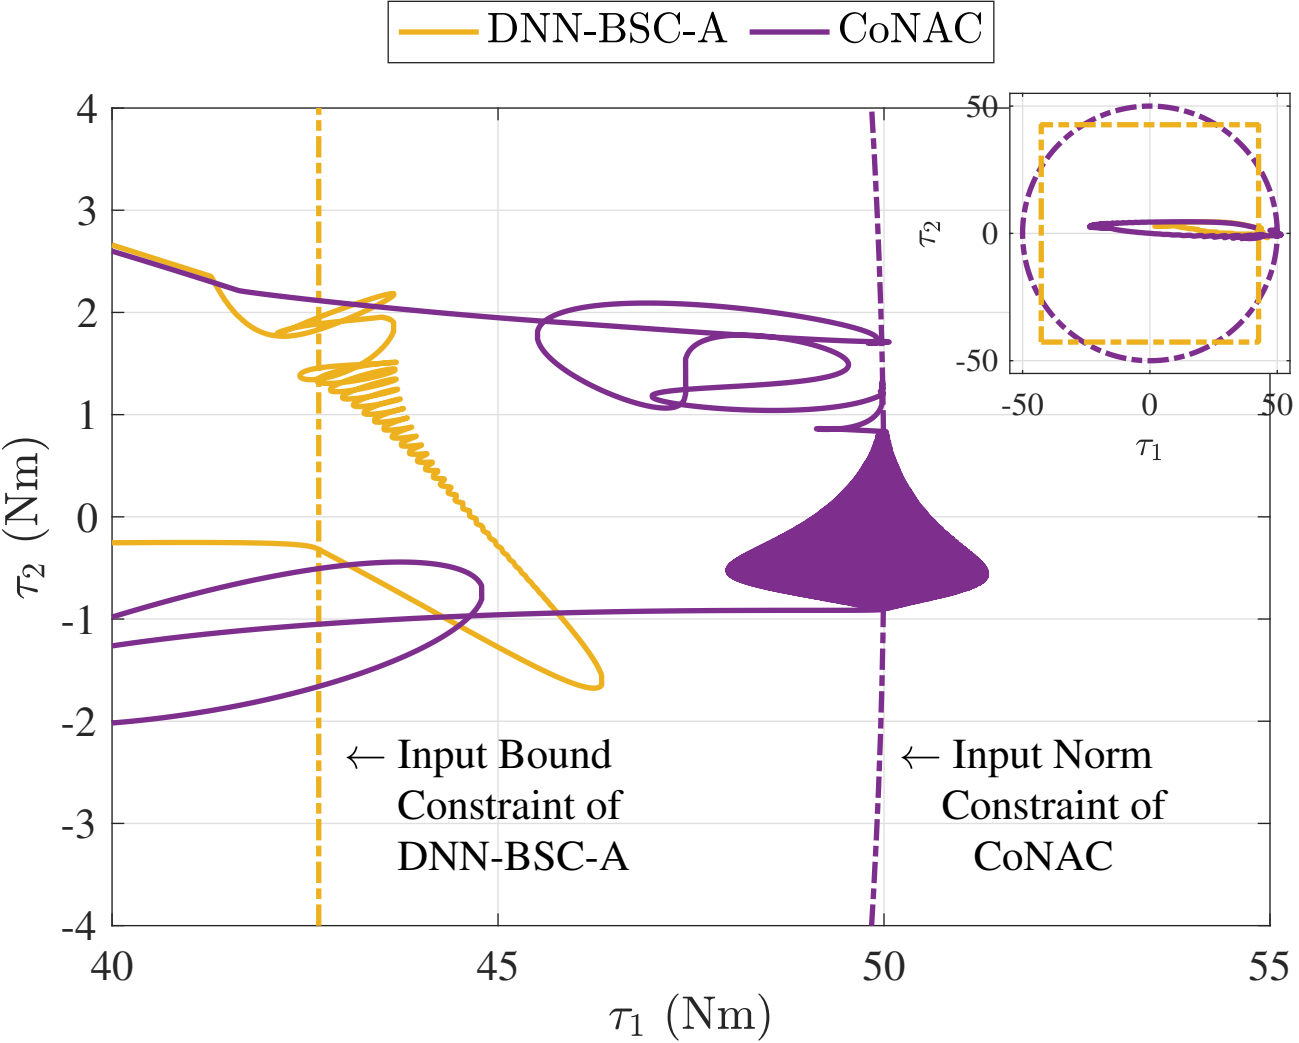 DNN-BSC-A CoNAC
4
3
2
1
0
-1
-2
-3
-4
τ2 (Nm)
40 45 50 55
τ1 (Nm)
← Input Bound
Constraint of
DNN-BSC-A
← Input Norm
Constraint of
CoNAC
50
0
-50
τ2
-50 0 50
τ1